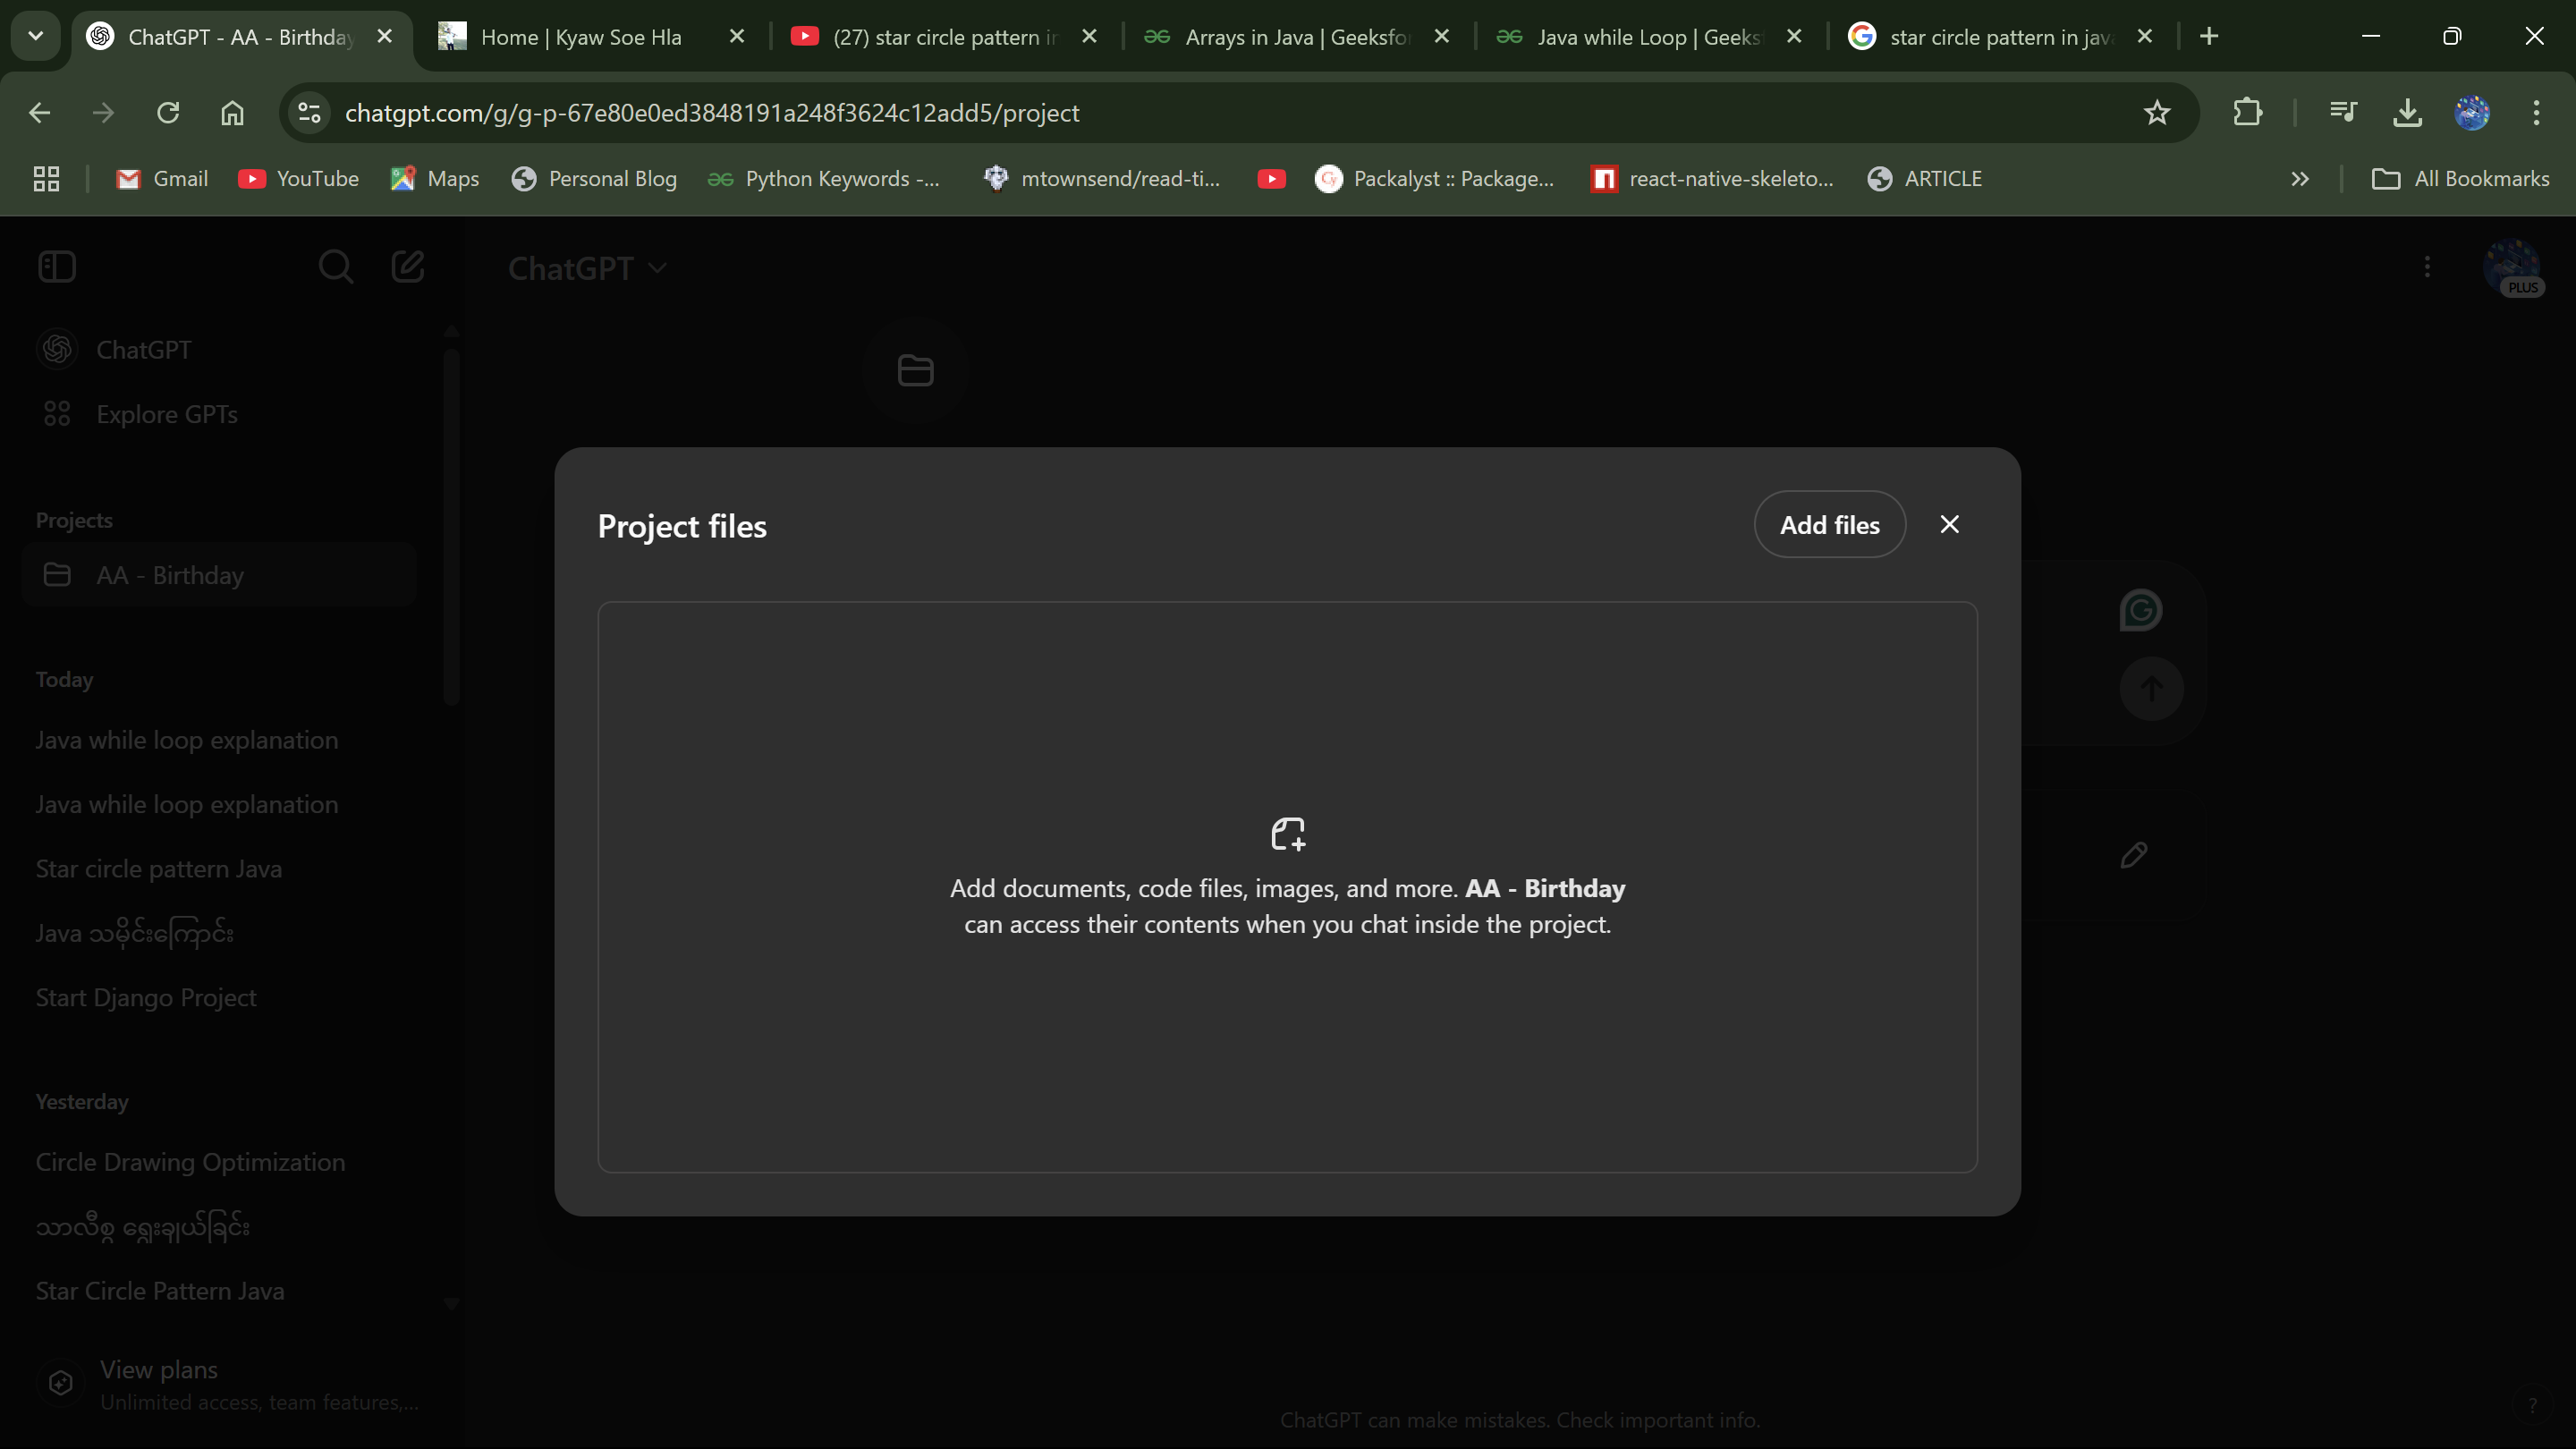 ChatGPT - AA - Birthday
Home | Kyaw Soe Hla
(27) star circle pattern in
Arrays in Java | Geeksfor
Java while Loop | Geeks
star circle pattern in java
chatgpt.com/g/g-p-67e80e0ed3848191a248f3624c12add5/project
Gmail
YouTube
Maps
Personal Blog
Python Keywords -...
mtownsend/read-ti...
Packalyst :: Package...
react-native-skeleto...
ARTICLE
All Bookmarks
ChatGPT
PLUS
ChatGPT
Explore GPTs
Projects
AA - Birthday
Today
Java while loop explanation
Java while loop explanation
Star circle pattern Java
Java သမိုင်းကြောင်း
Start Django Project
Yesterday
Circle Drawing Optimization
သာလီစွ ရွေးချယ်ခြင်း
Star Circle Pattern Java
View plans
Unlimited access, team features,...
Project files
Add files
Add documents, code files, images, and more. AA - Birthday
can access their contents when you chat inside the project.
ChatGPT can make mistakes. Check important info.
?